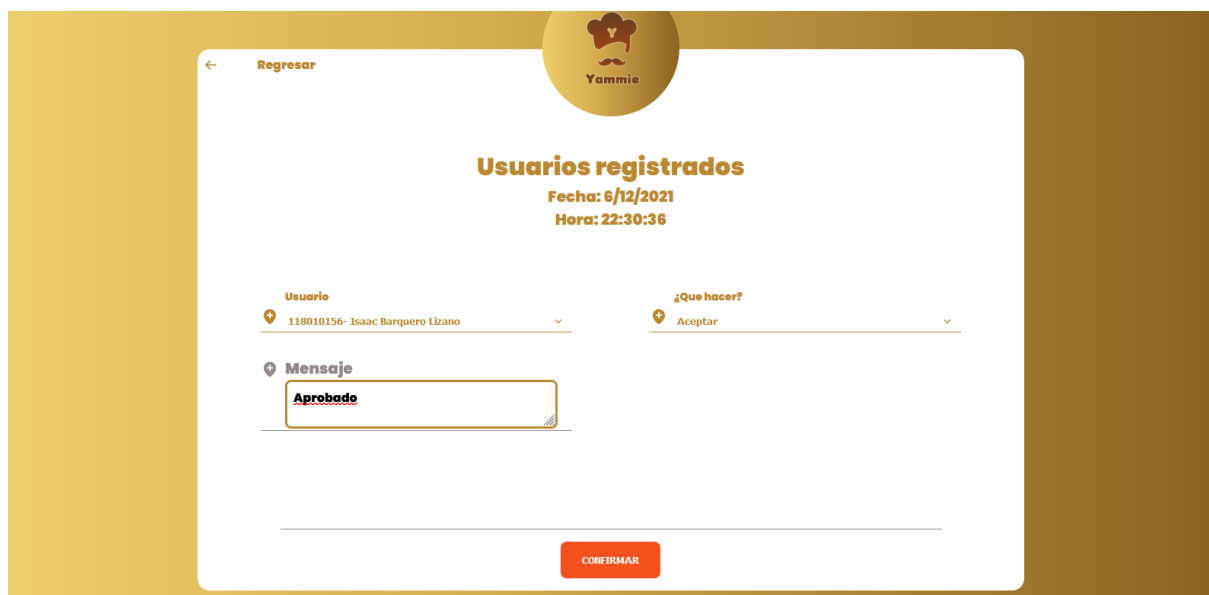 Y
Yammie
Regresar
Usuarios registrados
Fecha: 6/12/2021
Hora: 22:30:36
Usuario
118010156- Isaac Barquero Lizano
¿Que hacer?
Aceptar
Mensaje
Aprobado
CONFIRMAR